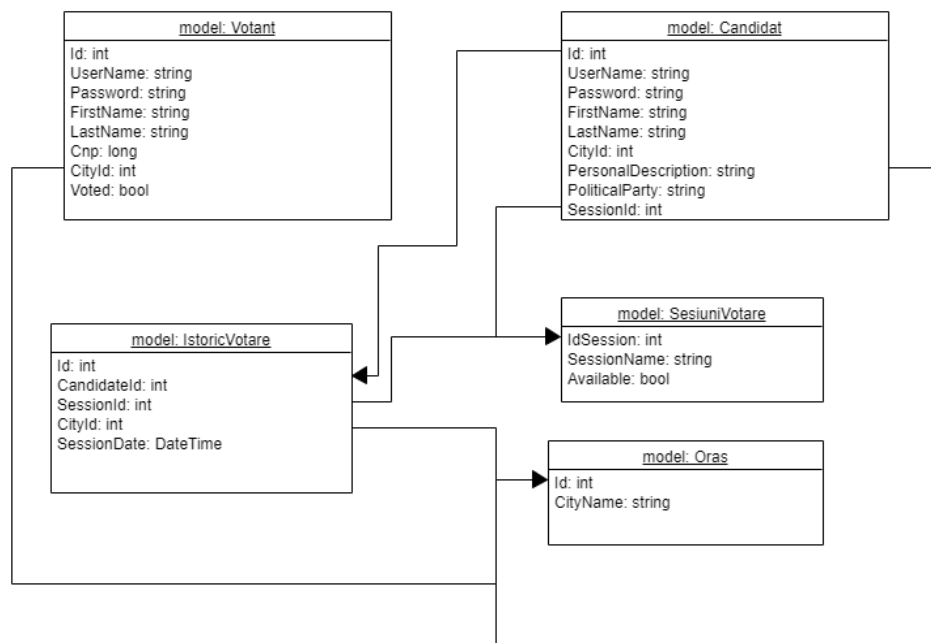 model: Votant
Id: int
UserName: string
Password: string
FirstName: string
LastName: string
Cnp: long
CityId: int
Voted: bool
model: Candidat
Id: int
UserName: string
Password: string
FirstName: string
LastName: string
CityId: int
PersonalDescription: string
PoliticalParty: string
SessionId: int
model: IstoricVotare
Id: int
CandidateId: int
SessionId: int
CityId: int
SessionDate: DateTime
model: SesiuniVotare
IdSession: int
SessionName: string
Available: bool
model: Oras
Id: int
CityName: string